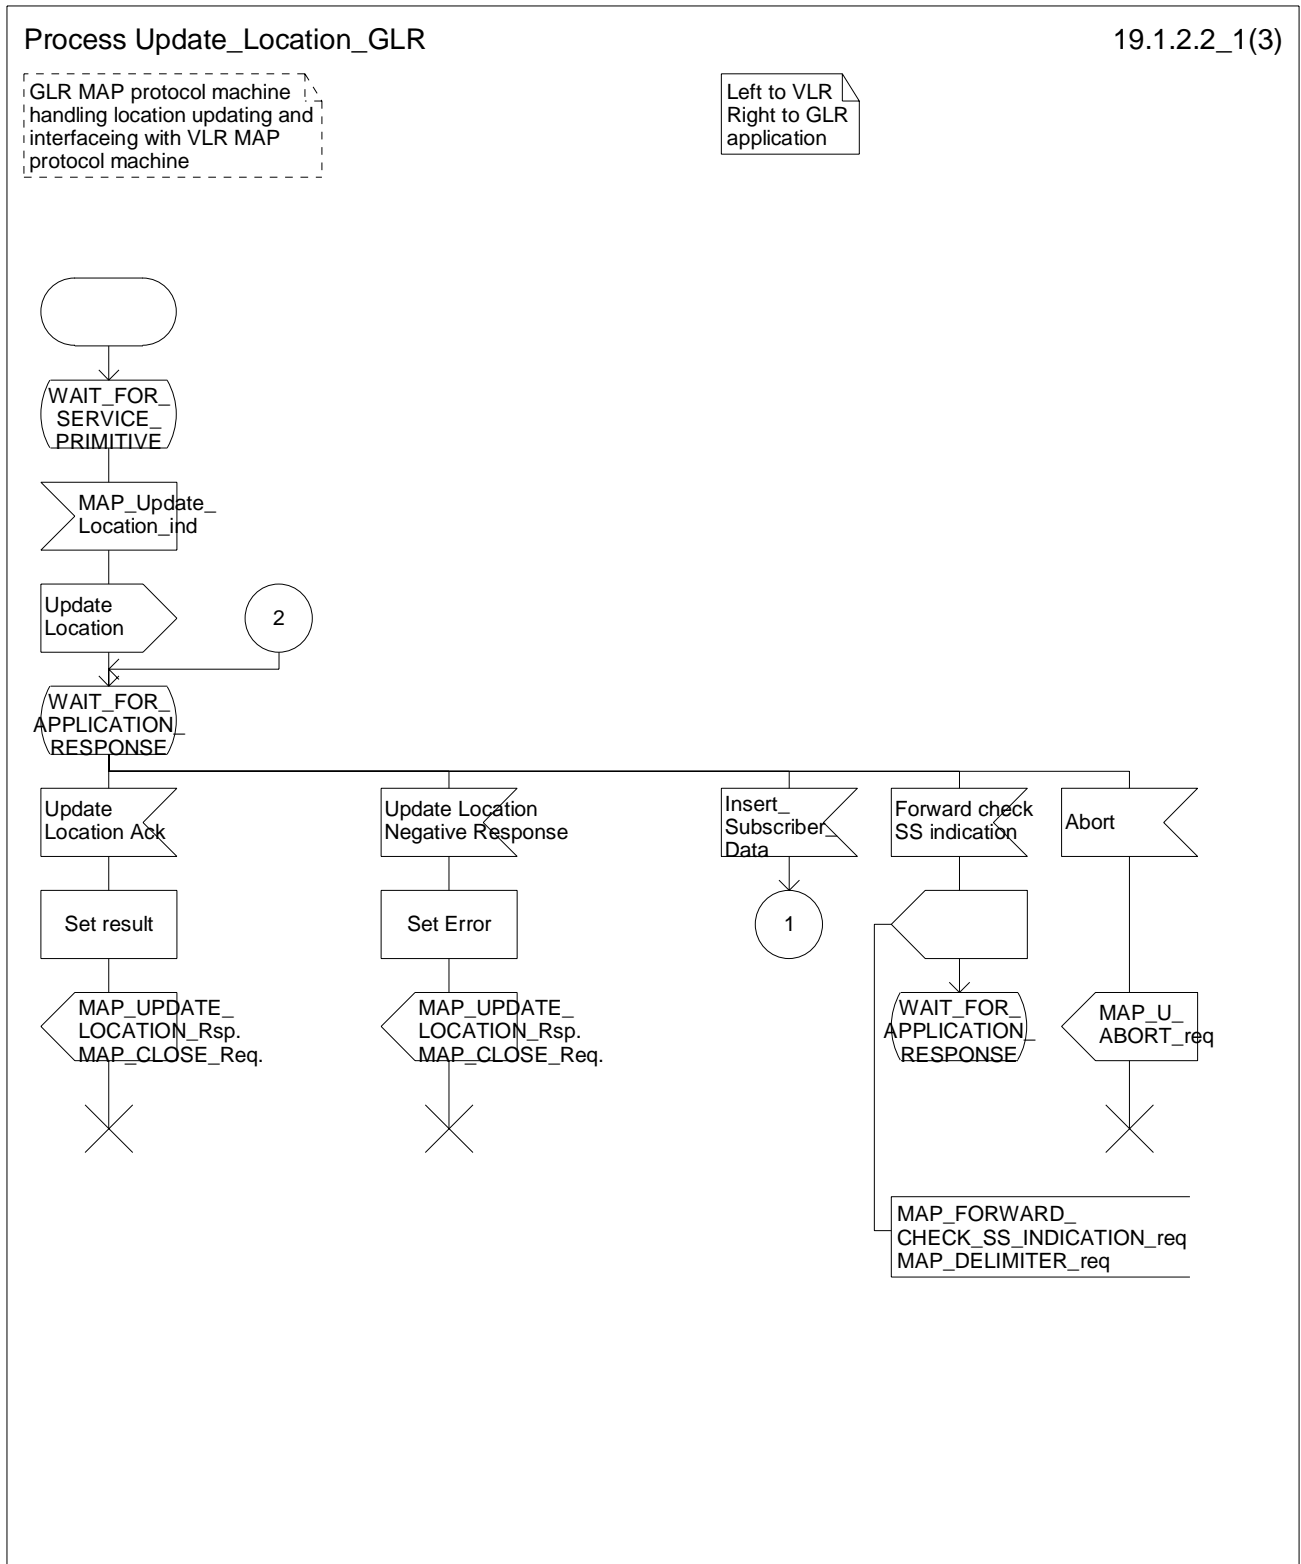 Process Update_Location_GLR
19.1.2.2_1(3)
GLR MAP protocol machine
handling location updating and
interfaceing with VLR MAP
protocol machine
Left to VLR
Right to GLR
application
WAIT_FOR_
SERVICE_
PRIMITIVE
MAP_Update_
Location_ind
Update
Location
2
WAIT_FOR_
APPLICATION_
RESPONSE
Update
Location Ack
Update Location
Negative Response
Insert_
Subscriber_
Data
Forward check
SS indication
Abort
Set result
Set Error
1
MAP_UPDATE_
LOCATION_Rsp.
MAP_CLOSE_Req.
MAP_UPDATE_
LOCATION_Rsp.
MAP_CLOSE_Req.
WAIT_FOR_
APPLICATION_
RESPONSE
MAP_U_
ABORT_req
MAP_FORWARD_
CHECK_SS_INDICATION_req
MAP_DELIMITER_req